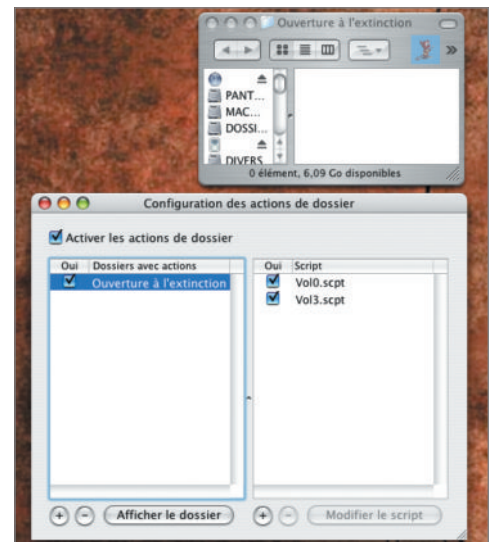 Ouverture à l'extinction
PANT...
MAC...
DOSSI...
DIVERS
0 élément, 6,09 Go disponibles
Configuration des actions de dossier
Activer les actions de dossier
Oui Dossiers avec actions
Ouverture à l'extinction
Oui Script
Vol0.scpt
Vol3.scpt
Afficher le dossier
Modifier le script